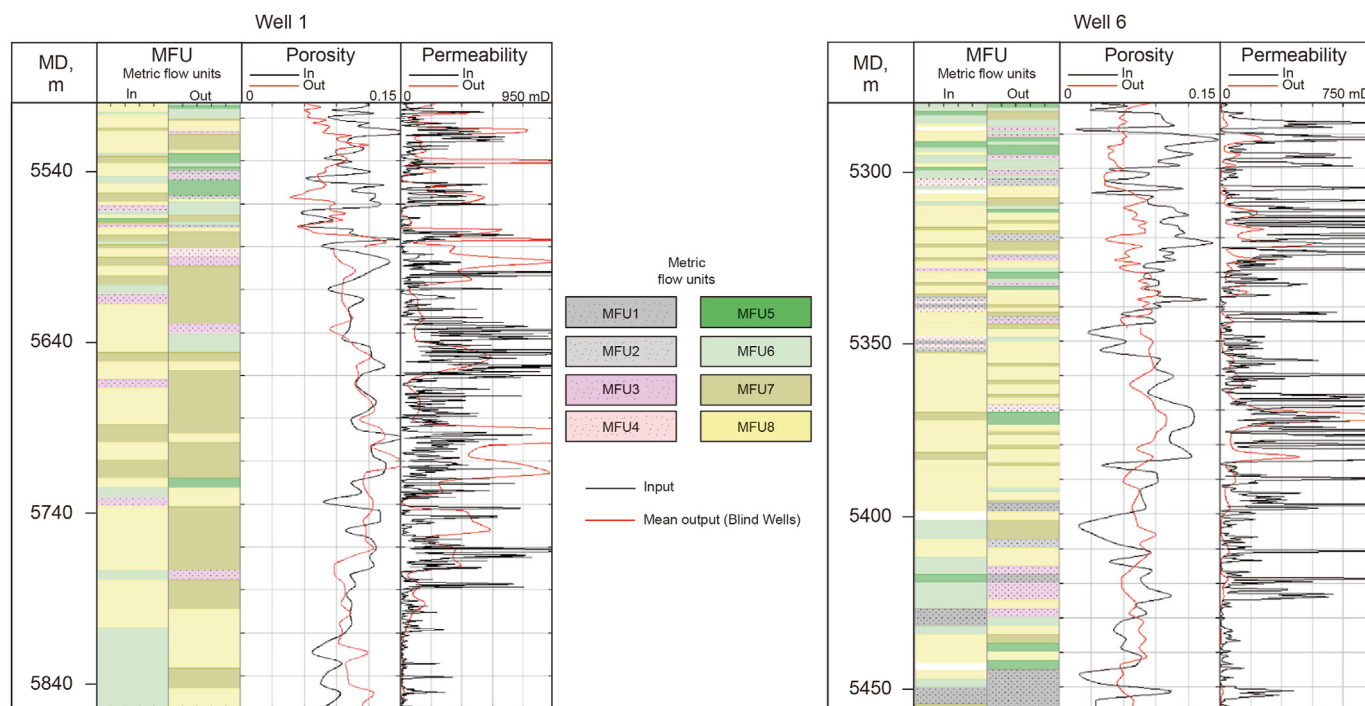 Well 1
MD,
m
MFU
Metric flow units
In
Out
Porosity
In
Out
0
0.15
Permeability
In
Out
0
950 mD
5540
5640
5740
5840
Metric
flow units
MFU1
MFU5
MFU2
MFU6
MFU3
MFU7
MFU4
MFU8
Input
Mean output (Blind Wells)
Well 6
MD,
m
MFU
Metric flow units
In
Out
Porosity
In
Out
0
0.15
Permeability
In
Out
0
750 mD
5300
5350
5400
5450